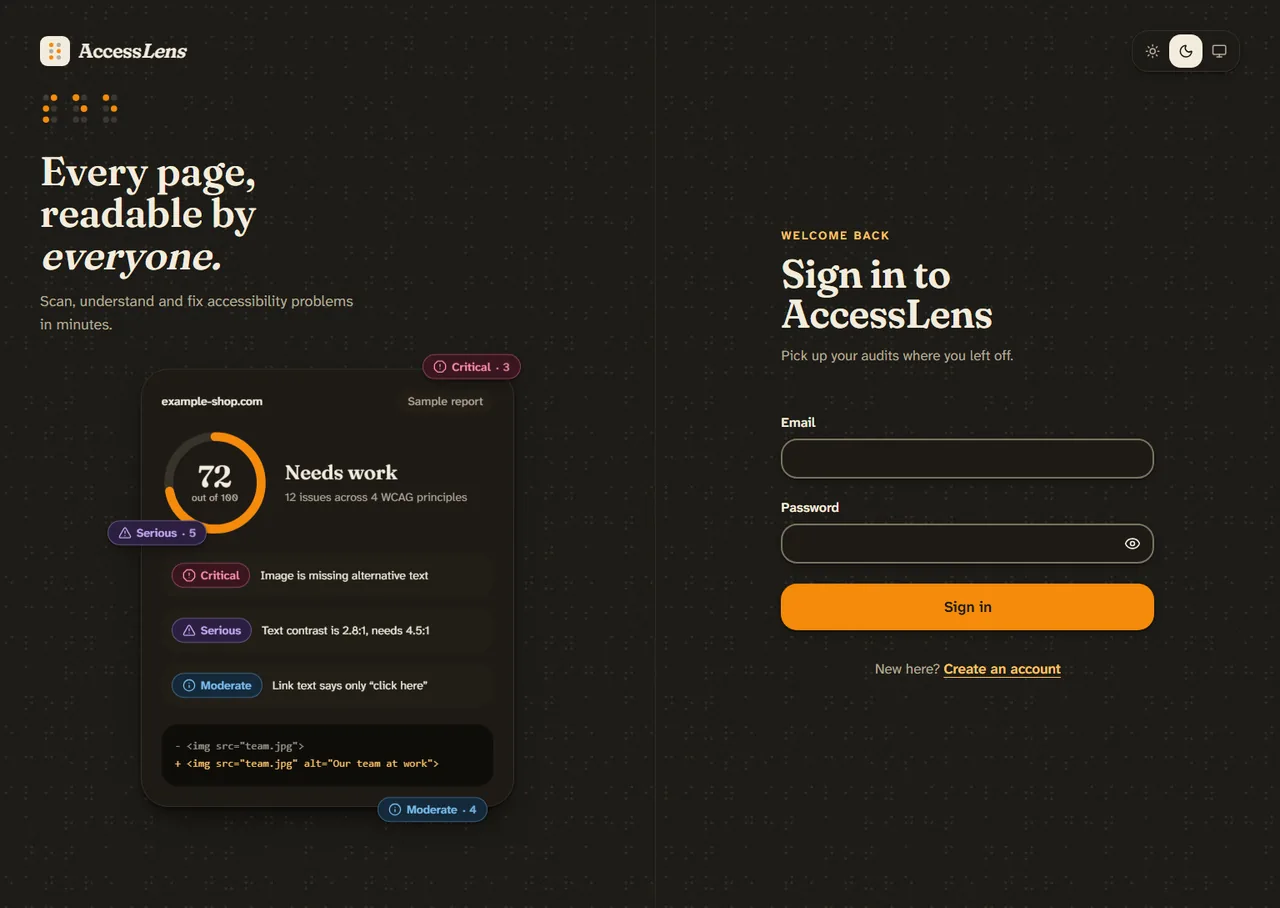 AccessLens
Every page,
readable by
everyone.
Scan, understand and fix accessibility problems
in minutes.
Critical · 3
example-shop.com
Sample report
72
out of 100
Needs work
12 issues across 4 WCAG principles
Serious · 5
Critical Image is missing alternative text
Serious Text contrast is 2.8:1, needs 4.5:1
Moderate Link text says only “click here”
- <img src="team.jpg">
+ <img src="team.jpg" alt="Our team at work">
Moderate · 4
WELCOME BACK
Sign in to
AccessLens
Pick up your audits where you left off.
Email
Password
Sign in
New here? Create an account